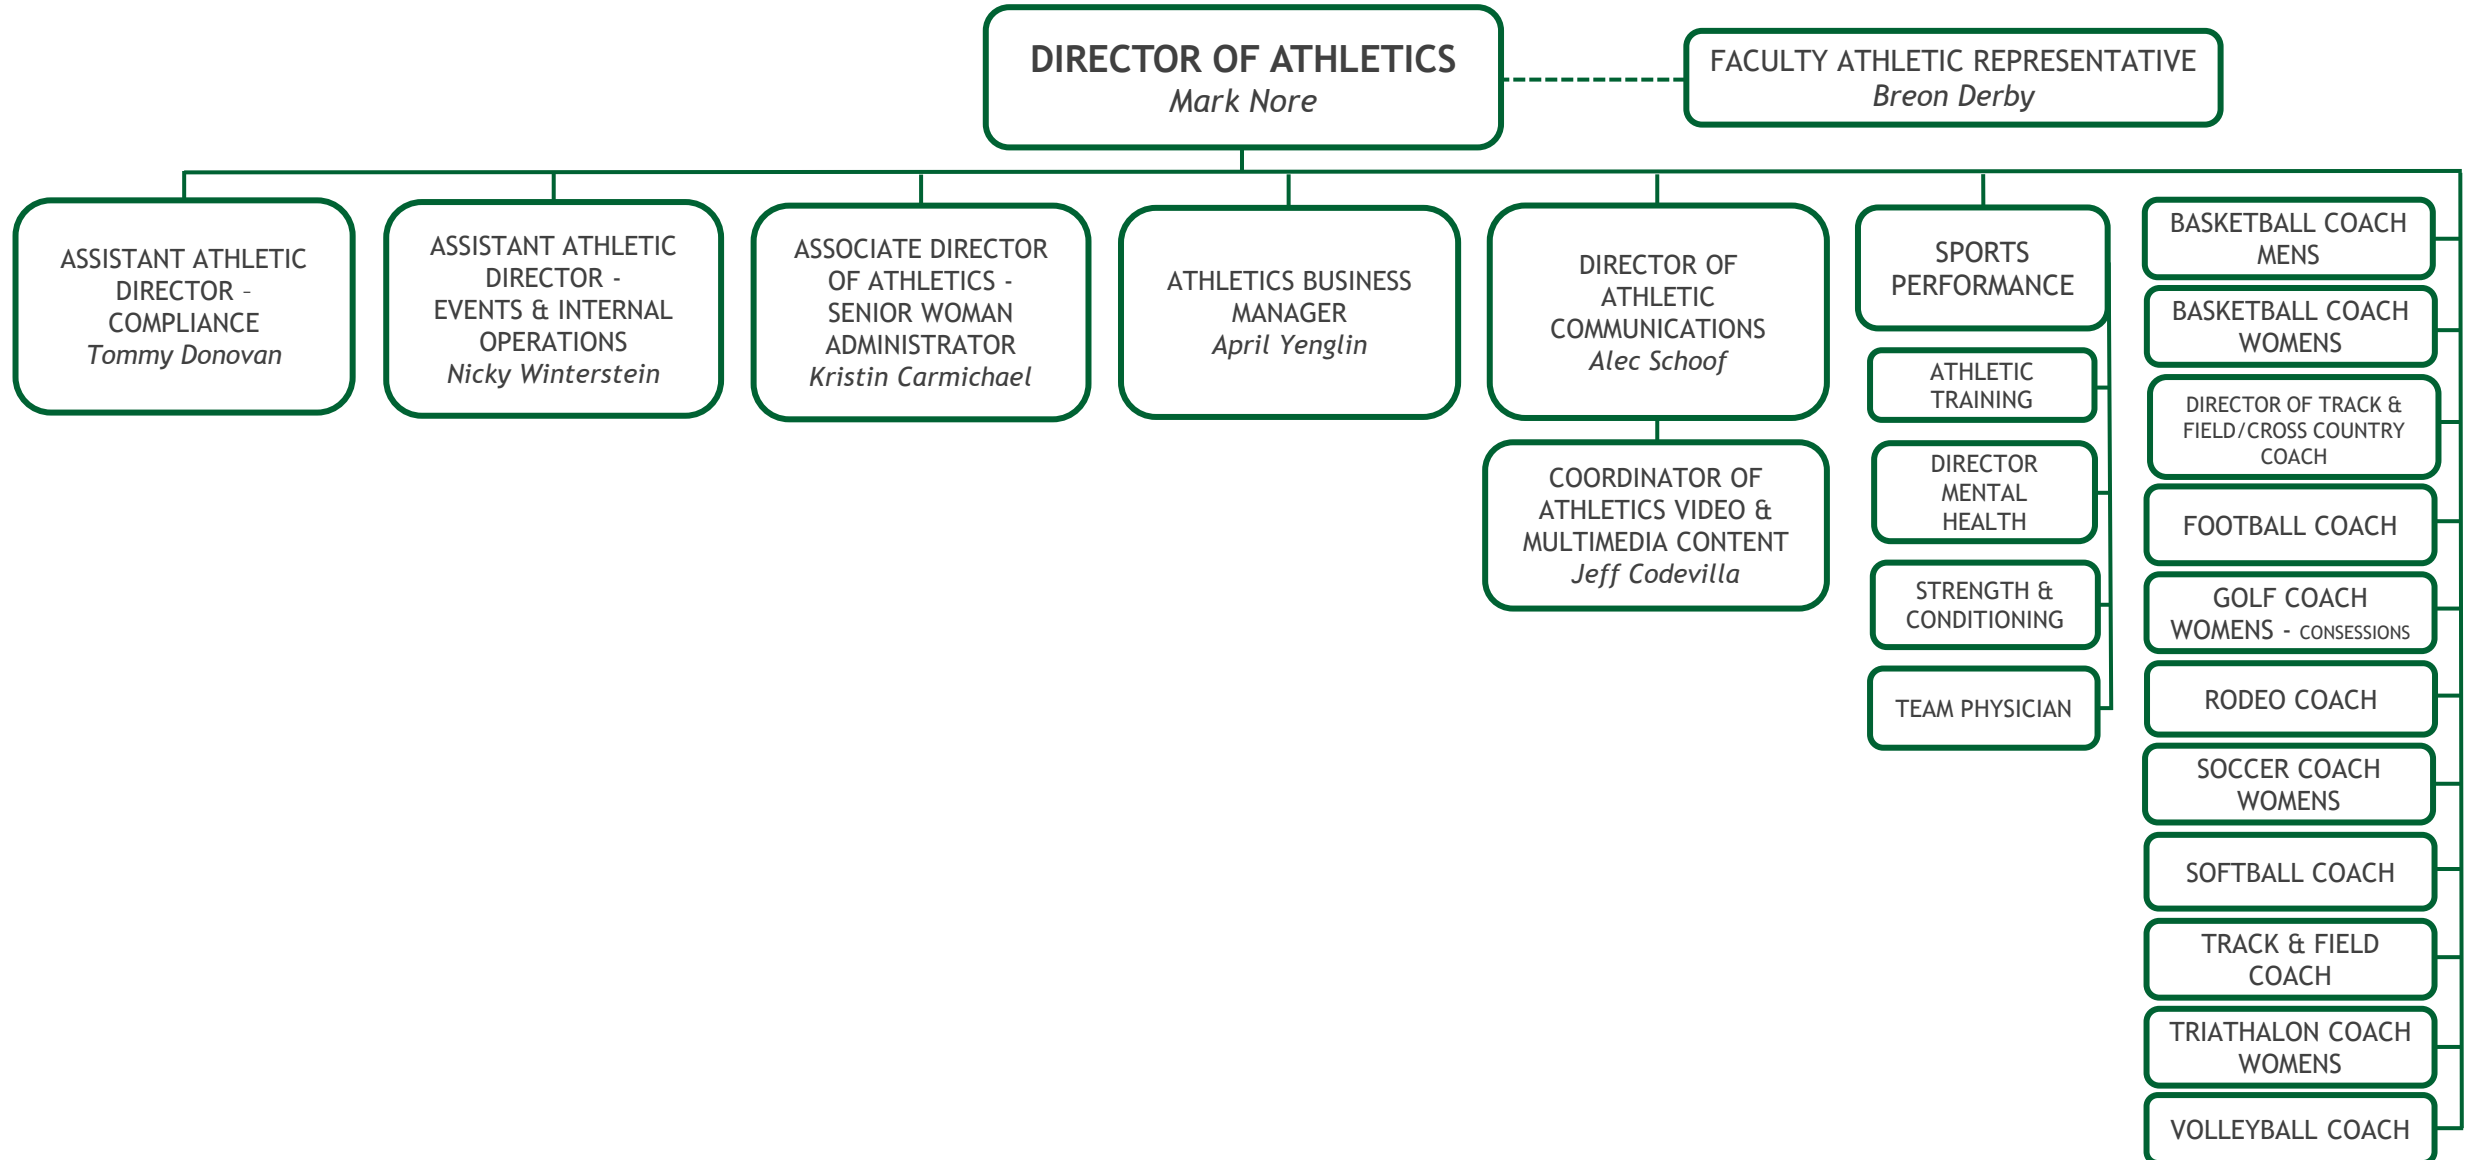 DIRECTOR OF ATHLETICS
Mark Nore
FACULTY ATHLETIC REPRESENTATIVE
Breon Derby
ASSISTANT ATHLETIC
DIRECTOR –
COMPLIANCE
Tommy Donovan
ASSISTANT ATHLETIC
DIRECTOR -
EVENTS & INTERNAL
OPERATIONS
Nicky Winterstein
ASSOCIATE DIRECTOR
OF ATHLETICS -
SENIOR WOMAN
ADMINISTRATOR
Kristin Carmichael
ATHLETICS BUSINESS
MANAGER
April Yenglin
DIRECTOR OF
ATHLETIC
COMMUNICATIONS
Alec Schoof
COORDINATOR OF
ATHLETICS VIDEO &
MULTIMEDIA CONTENT
Jeff Codevilla
SPORTS
PERFORMANCE
ATHLETIC
TRAINING
DIRECTOR
MENTAL
HEALTH
STRENGTH &
CONDITIONING
TEAM PHYSICIAN
BASKETBALL COACH
MENS
BASKETBALL COACH
WOMENS
DIRECTOR OF TRACK &
FIELD/CROSS COUNTRY
COACH
FOOTBALL COACH
GOLF COACH
WOMENS - CONSESSIONS
RODEO COACH
SOCCER COACH
WOMENS
SOFTBALL COACH
TRACK & FIELD
COACH
TRIATHALON COACH
WOMENS
VOLLEYBALL COACH